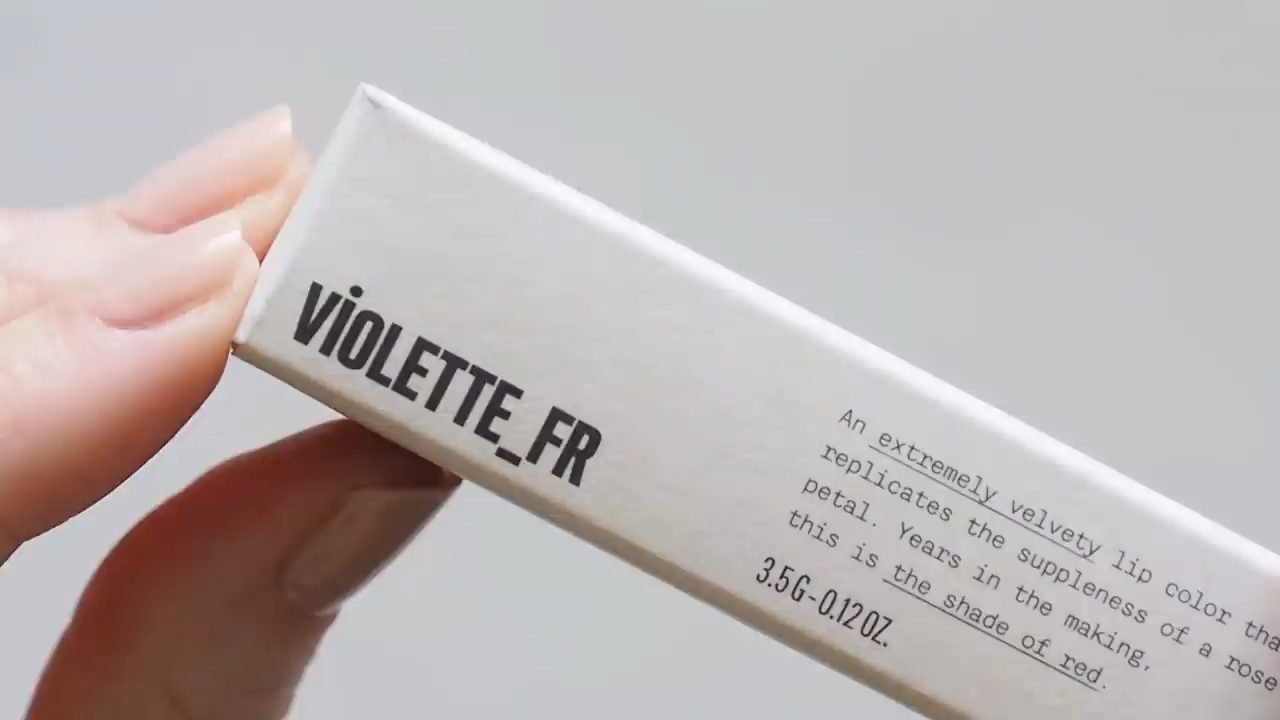 ViOLETTE_FR
An extremely velvety lip color tha
replicates the suppleness of a rose
petal. Years in the making,
this is the shade of red.
3.5G-0.12OZ.